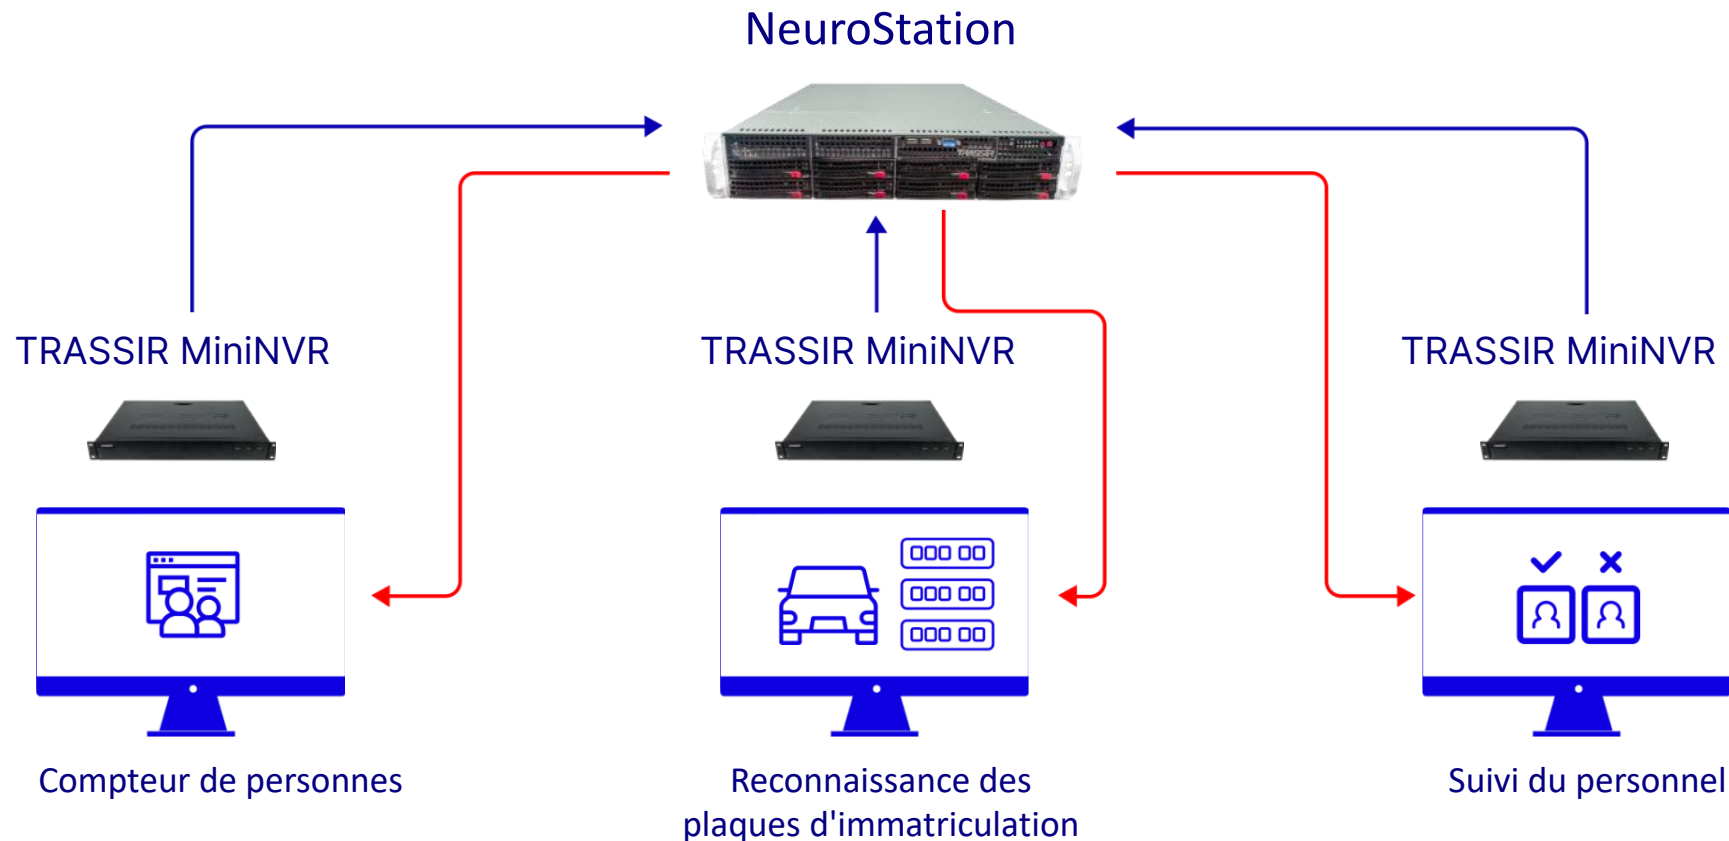 NeuroStation
TRASSIR MiniNVR
TRASSIR MiniNVR
TRASSIR MiniNVR
Compteur de personnes
Reconnaissance des
plaques d'immatriculation
Suivi du personnel